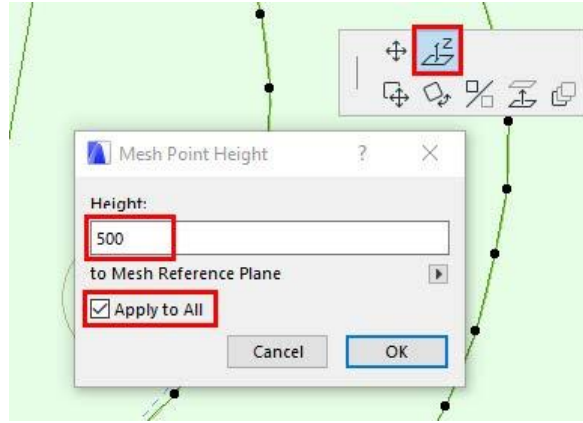 Z
Mesh Point Height ?
Height:
500
to Mesh Reference Plane
Apply to All
Cancel OK